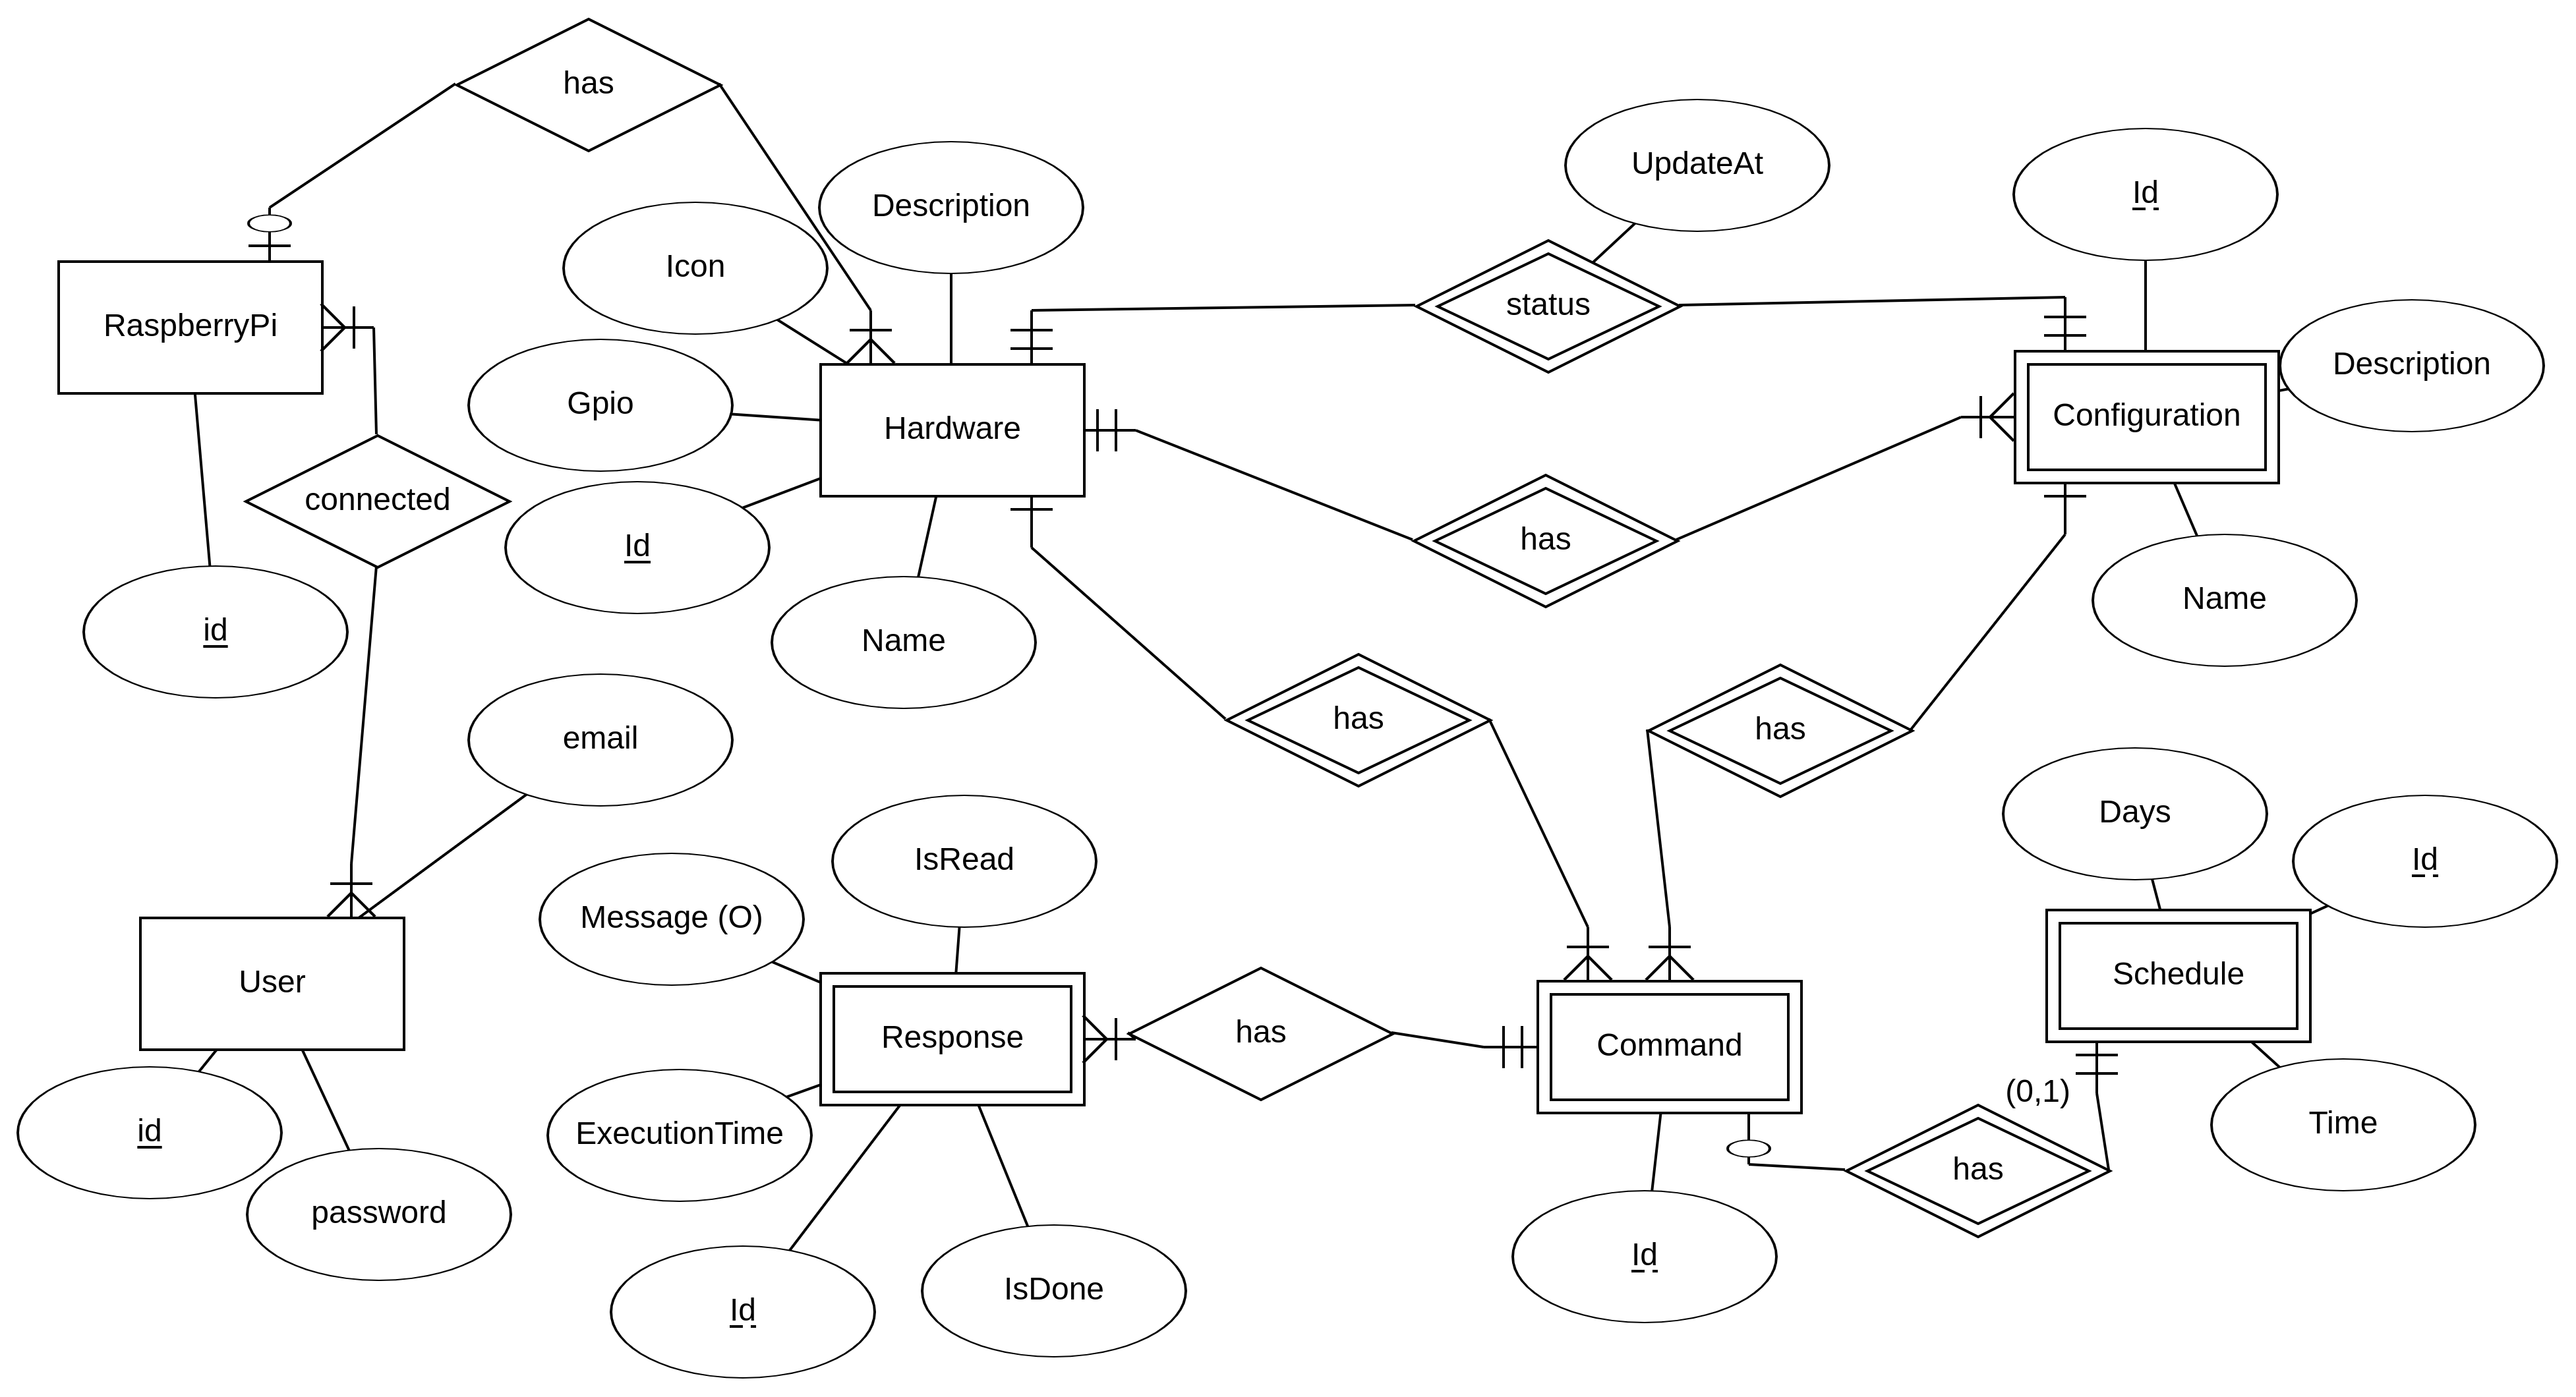 has
UpdateAt
Id
Description
Icon
status
RaspberryPi
Description
Gpio
Hardware
Configuration
connected
Id
has
Name
id
Name
has
has
email
Days
IsRead
Id
Message (O)
User
Response
has
Command
Schedule
(0,1)
id
ExecutionTime
Time
has
password
Id
IsDone
Id